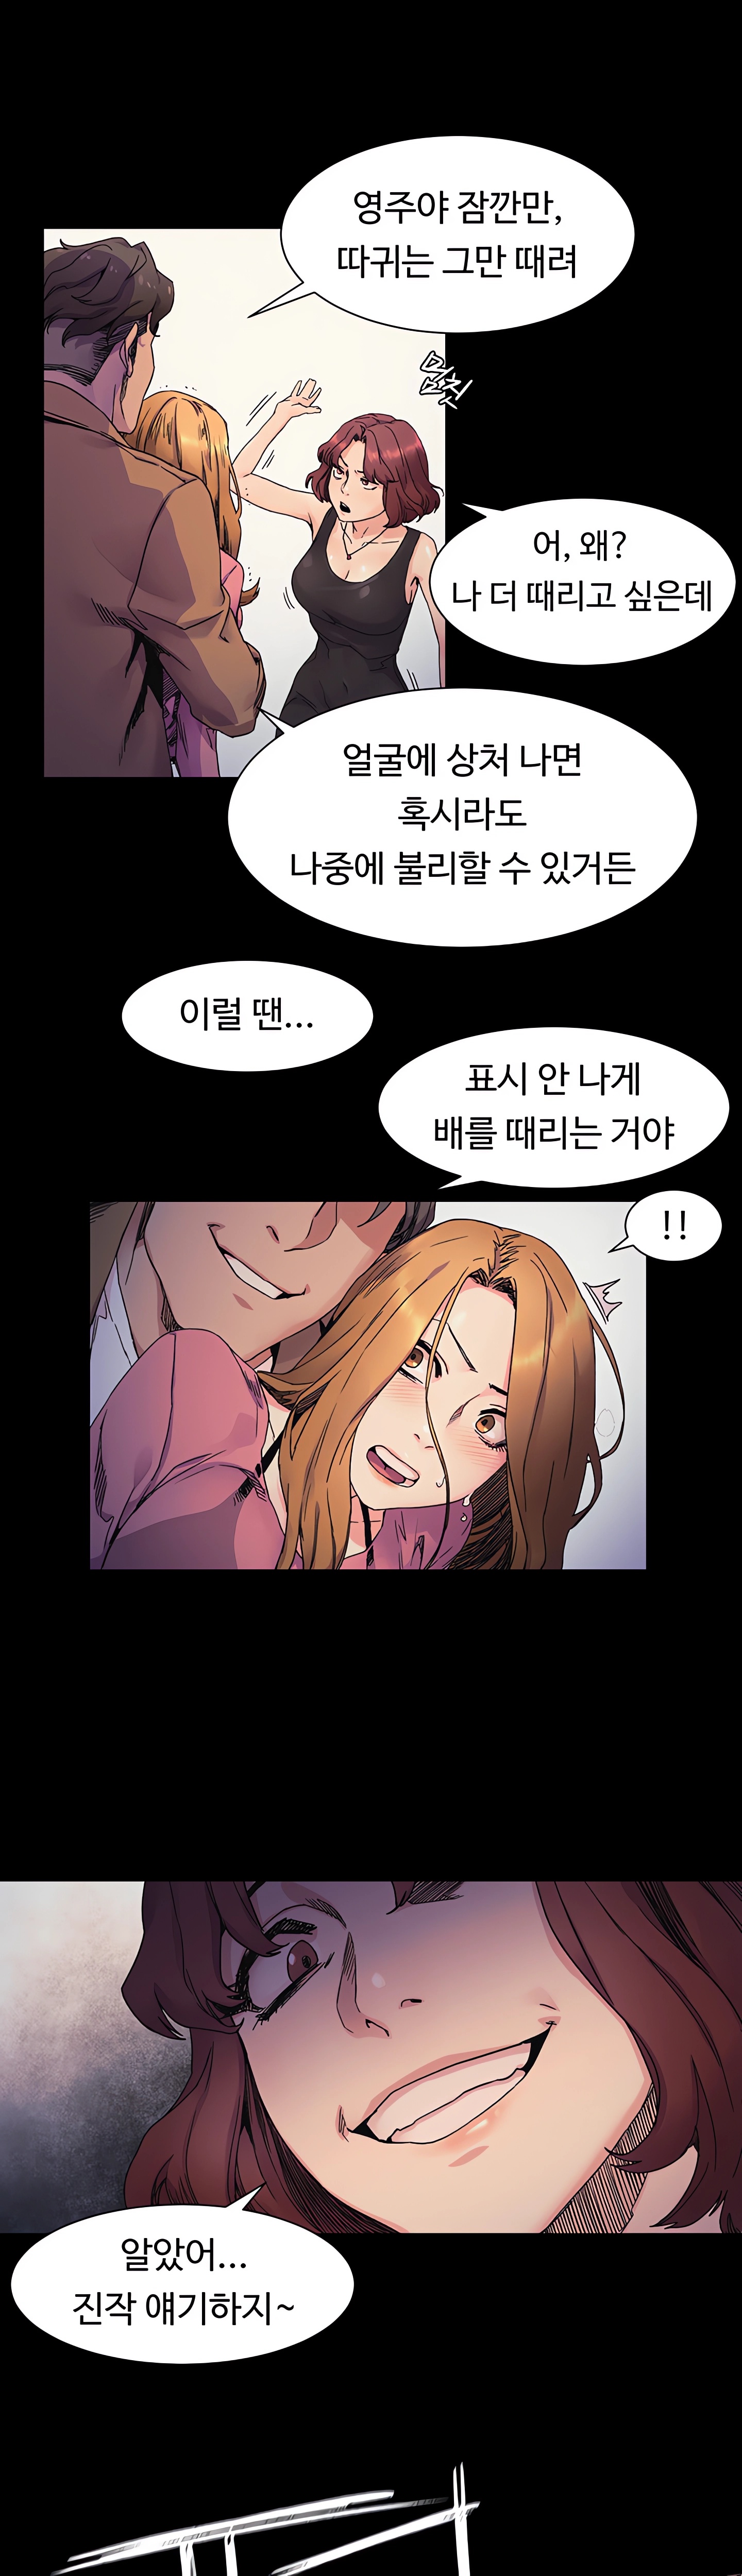 영주야 잠깐만,
따귀는 그만 때려
멈칫
어, 왜?
나 더 때리고 싶은데
얼굴에 상처 나면
혹시라도
나중에 불리할 수 있거든
이럴 땐...
표시 안 나게
배를 때리는 거야
!!
알았어...
진작 얘기하지~